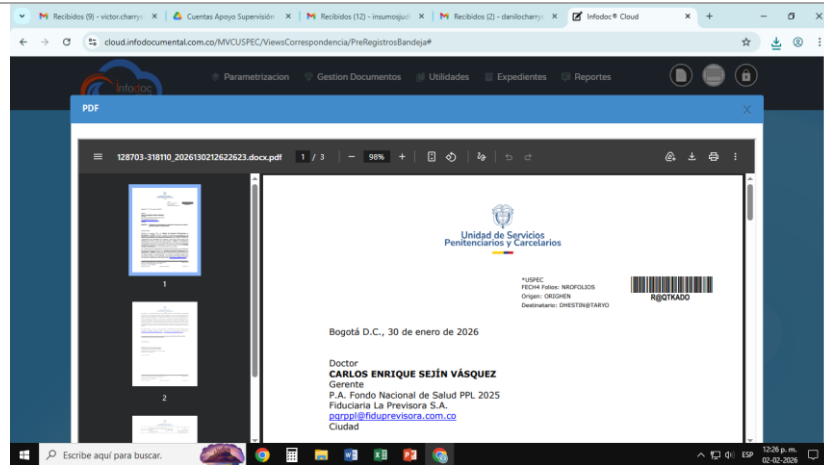 Recibidos (9) - victor.charrys
Cuentas Apoyo Supervisión
Recibidos (12) - insumosjudi
Recibidos (2) - danilocharry
Infodoc® Cloud
cloud.infodocumental.com.co/MVCUSPEC/ViewsCorrespondencia/PreRegistrosBandeja#
Infodoc
Parametrizacion
Gestion Documentos
Utilidades
Expedientes
Reportes
PDF
X
128703-318110_2026130212622623.docx.pdf
1 / 3
98%
1
2
Unidad de Servicios
Penitenciarios y Carcelarios
*USPEC
FECH4 Folios: NROFOLIOS
Origen: ORIGHEN
Destinatario: DHESTIN@TARYO
R@QTKADO
Bogotá D.C., 30 de enero de 2026
Doctor
CARLOS ENRIQUE SEJÍN VÁSQUEZ
Gerente
P.A. Fondo Nacional de Salud PPL 2025
Fiduciaria La Previsora S.A.
pqrppl@fiduprevisora.com.co
Ciudad
Escribe aquí para buscar.
ESP
12:26 p. m.
02-02-2026